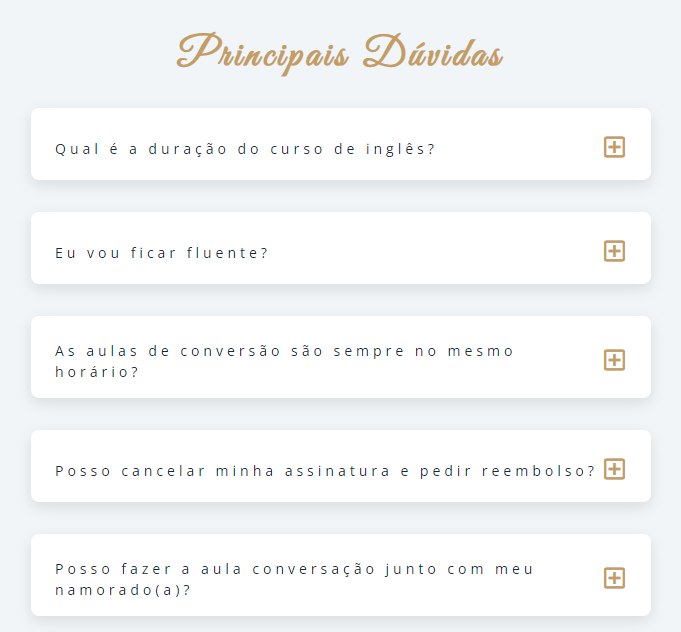 Principais Dúvidas
Qual é a duração do curso de inglês?
Eu vou ficar fluente?
As aulas de conversão são sempre no mesmo
horário?
Posso cancelar minha assinatura e pedir reembolso?
Posso fazer a aula conversação junto com meu
namorado(a)?